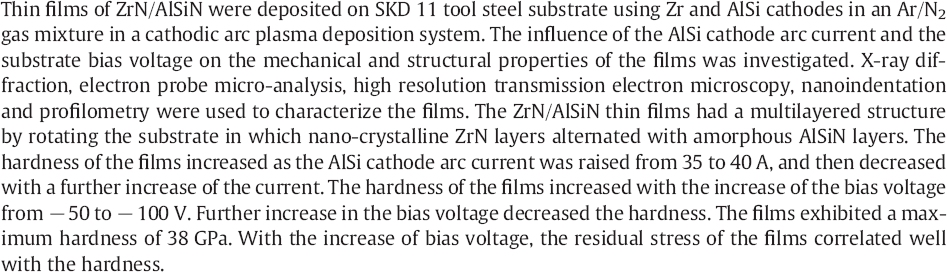 Thin films of ZrN/AlSiN were deposited on SKD 11 tool steel substrate using Zr and AlSi cathodes in an Ar/N₂
gas mixture in a cathodic arc plasma deposition system. The influence of the AlSi cathode arc current and the
substrate bias voltage on the mechanical and structural properties of the films was investigated. X-ray dif-
fraction, electron probe micro-analysis, high resolution transmission electron microscopy, nanoindentation
and profilometry were used to characterize the films. The ZrN/AlSiN thin films had a multilayered structure
by rotating the substrate in which nano-crystalline ZrN layers alternated with amorphous AlSiN layers. The
hardness of the films increased as the AlSi cathode arc current was raised from 35 to 40 A, and then decreased
with a further increase of the current. The hardness of the films increased with the increase of the bias voltage
from −50 to −100 V. Further increase in the bias voltage decreased the hardness. The films exhibited a max-
imum hardness of 38 GPa. With the increase of bias voltage, the residual stress of the films correlated well
with the hardness.